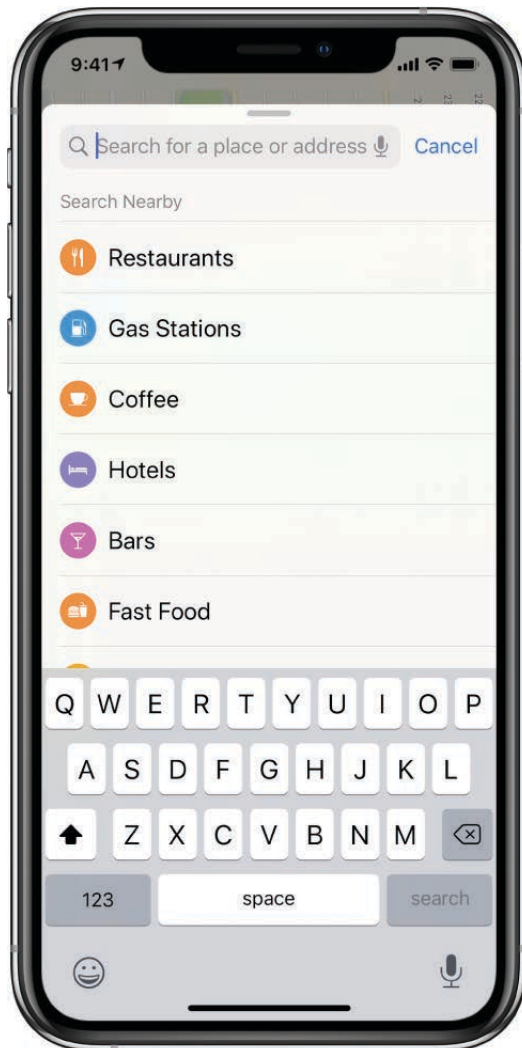 9:41
Search for a place or address
Cancel
Search Nearby
Restaurants
Gas Stations
Coffee
Hotels
Bars
Fast Food
Q W E R T Y U I O P
A S D F G H J K L
Z X C V B N M
123 space search